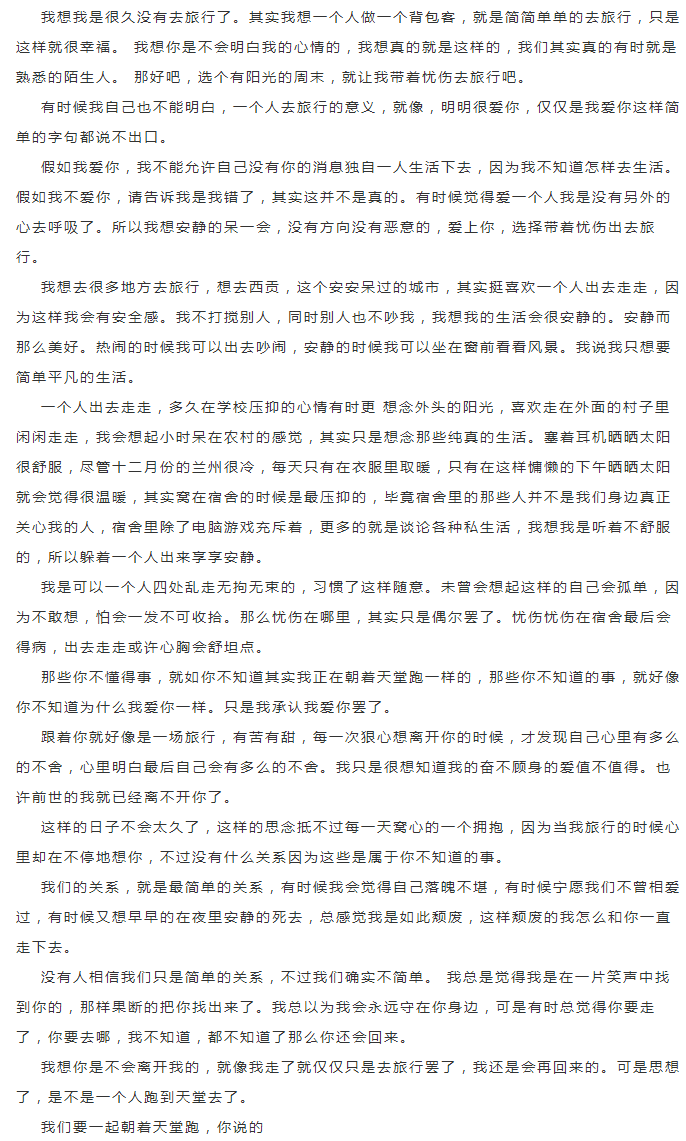 我想我是很久没有去旅行了。其实我想一个人做一个背包客，就是简简单单的去旅行，只是
这样就很幸福。 我想你是不会明白我的心情的，我想真的就是这样的，我们其实真的有时就是
熟悉的陌生人。 那好吧，选个有阳光的周末，就让我带着忧伤去旅行吧。
有时候我自己也不能明白，一个人去旅行的意义，就像，明明很爱你，仅仅是我爱你这样简
单的字句都说不出口。
假如我爱你，我不能允许自己没有你的消息独自一人生活下去，因为我不知道怎样去生活。
假如我不爱你，请告诉我是我错了，其实这并不是真的。有时候觉得爱一个人我是没有另外的
心去呼吸了。所以我想安静的呆一会，没有方向没有恶意的，爱上你，选择带着忧伤出去旅
行。
我想去很多地方去旅行，想去西贡，这个安安呆过的城市，其实挺喜欢一个人出去走走，因
为这样我会有安全感。我不打搅别人，同时别人也不吵我，我想我的生活会很安静的。安静而
那么美好。热闹的时候我可以出去吵闹，安静的时候我可以坐在窗前看看风景。我说我只想要
简单平凡的生活。
一个人出去走走，多久在学校压抑的心情有时更 想念外头的阳光，喜欢走在外面的村子里
闲闲走走，我会想起小时呆在农村的感觉，其实只是想念那些纯真的生活。塞着耳机晒晒太阳
很舒服，尽管十二月份的兰州很冷，每天只有在衣服里取暖，只有在这样慵懒的下午晒晒太阳
就会觉得很温暖，其实窝在宿舍的时候是最压抑的，毕竟宿舍里的那些人并不是我们身边真正
关心我的人，宿舍里除了电脑游戏充斥着，更多的就是谈论各种私生活，我想我是听着不舒服
的，所以躲着一个人出来享享安静。
我是可以一个人四处乱走无拘无束的，习惯了这样随意。未曾会想起这样的自己会孤单，因
为不敢想，怕会一发不可收拾。那么忧伤在哪里，其实只是偶尔罢了。忧伤忧伤在宿舍最后会
得病，出去走走或许心胸会舒坦点。
那些你不懂得事，就如你不知道其实我正在朝着天堂跑一样的，那些你不知道的事，就好像
你不知道为什么我爱你一样。只是我承认我爱你罢了。
跟着你就好像是一场旅行，有苦有甜，每一次狠心想离开你的时候，才发现自己心里有多么
的不舍，心里明白最后自己会有多么的不舍。我只是很想知道我的奋不顾身的爱值不值得。也
许前世的我就已经离不开你了。
这样的日子不会太久了，这样的思念抵不过每一天窝心的一个拥抱，因为当我旅行的时候心
里却在不停地想你，不过没有什么关系因为这些是属于你不知道的事。
我们的关系，就是最简单的关系，有时候我会觉得自己落魄不堪，有时候宁愿我们不曾相爱
过，有时候又想早早的在夜里安静的死去，总感觉我是如此颓废，这样颓废的我怎么和你一直
走下去。
没有人相信我们只是简单的关系，不过我们确实不简单。 我总是觉得我是在一片笑声中找
到你的，那样果断的把你找出来了。我总以为我会永远守在你身边，可是有时总觉得你要走
了，你要去哪，我不知道，都不知道了那么你还会回来。
我想你是不会离开我的，就像我走了就仅仅只是去旅行罢了，我还是会再回来的。可是思想
了，是不是一个人跑到天堂去了。
我们要一起朝着天堂跑，你说的